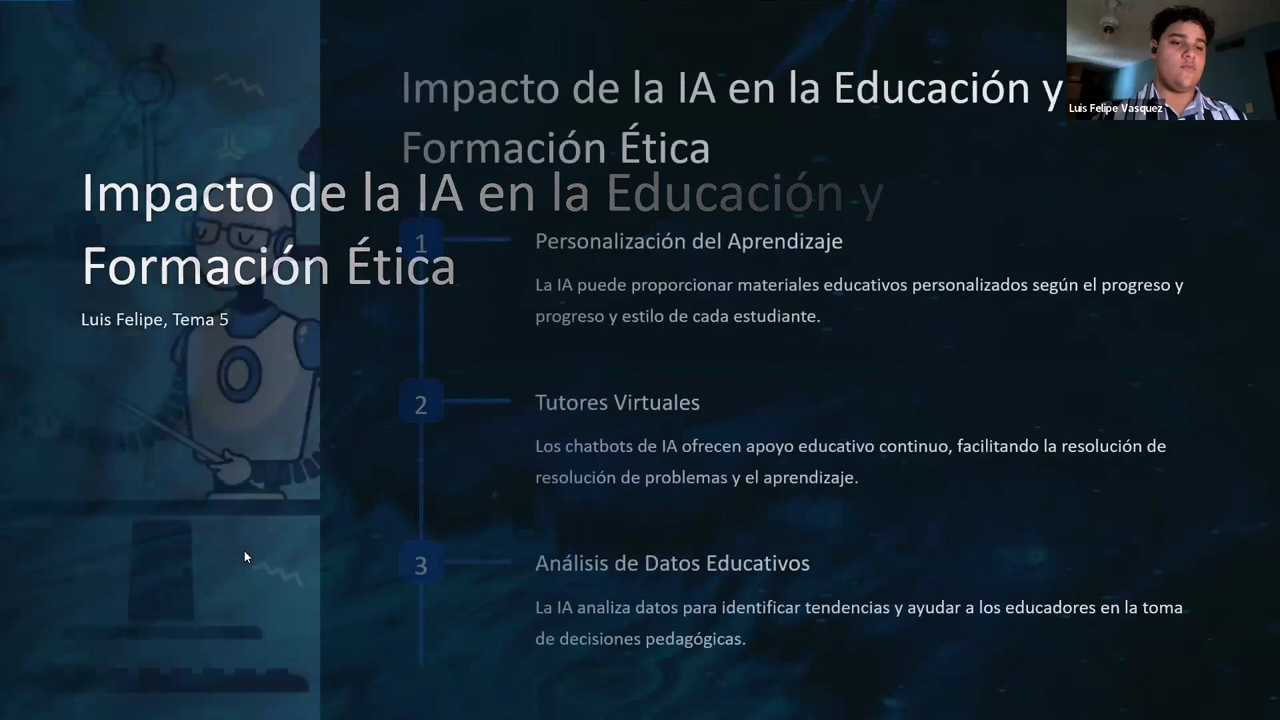 Impacto de la IA en la Educación y
Formación Ética
Luis Felipe Vasquez
Impacto de la IA en la Educación y
Formación Ética
Luis Felipe, Tema 5
1
Personalización del Aprendizaje
La IA puede proporcionar materiales educativos personalizados según el progreso y
progreso y estilo de cada estudiante.
2
Tutores Virtuales
Los chatbots de IA ofrecen apoyo educativo continuo, facilitando la resolución de
resolución de problemas y el aprendizaje.
3
Análisis de Datos Educativos
La IA analiza datos para identificar tendencias y ayudar a los educadores en la toma
de decisiones pedagógicas.